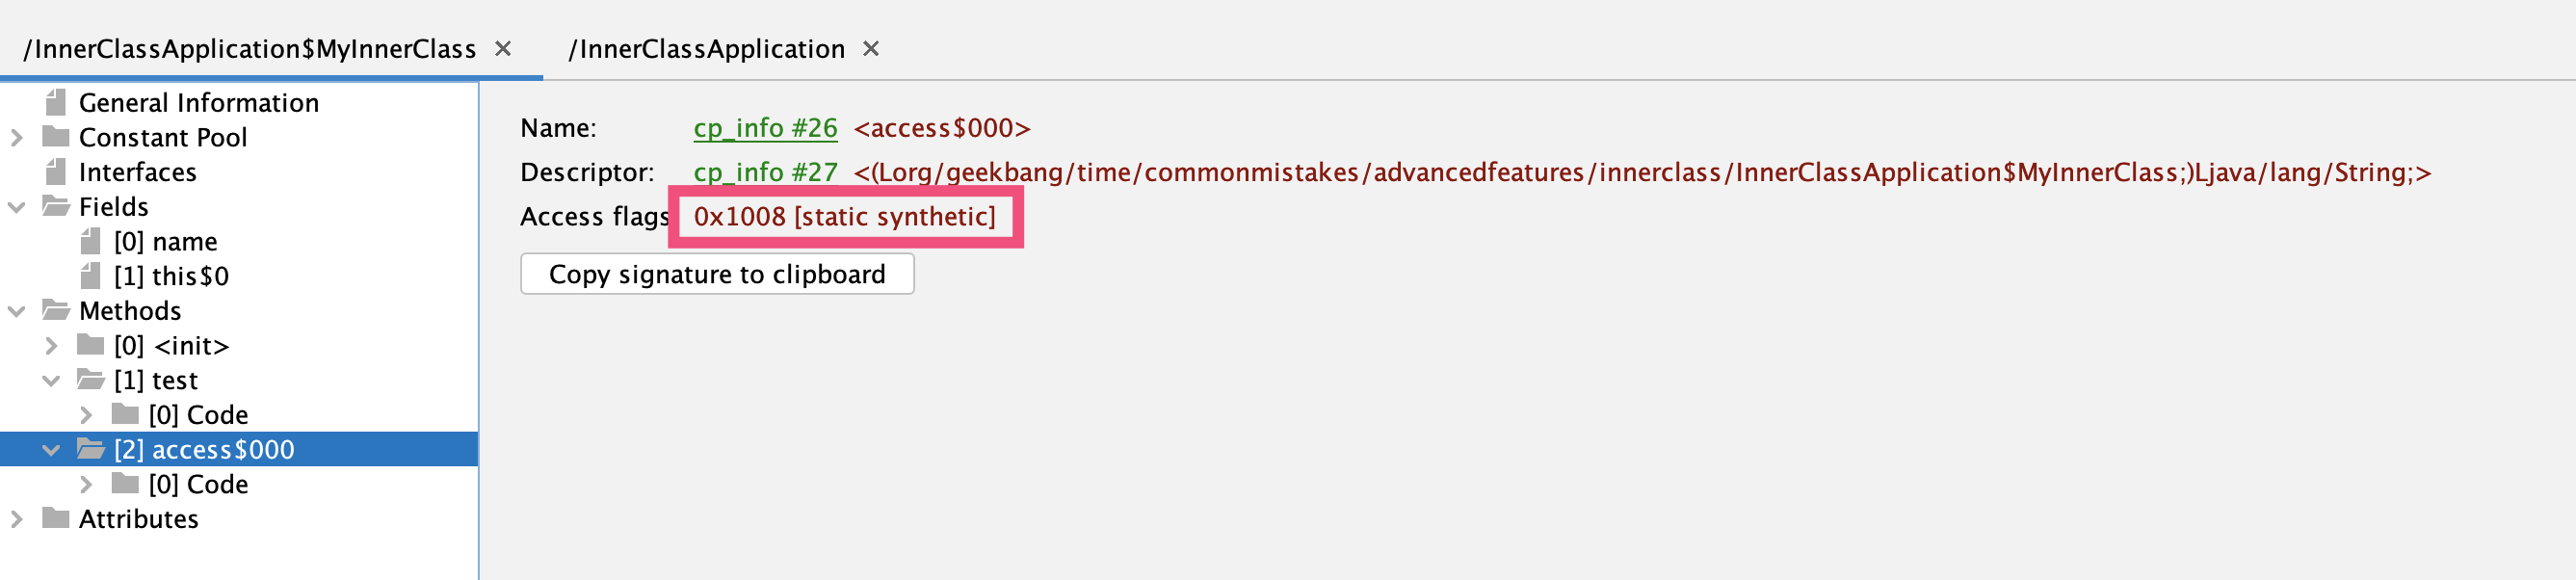 /InnerClassApplication$MyInnerClass /InnerClassApplication
General Information
Constant Pool
Interfaces
Fields
[0] name
[1] this$0
Methods
[0] <init>
[1] test
[0] Code
[2] access$000
[0] Code
Attributes
Name: cp_info #26 <access$000>
Descriptor: cp_info #27 <(Lorg/geekbang/time/commonmistakes/advancedfeatures/innerclass/InnerClassApplication$MyInnerClass;)Ljava/lang/String;>
Access flags 0x1008 [static synthetic]
Copy signature to clipboard